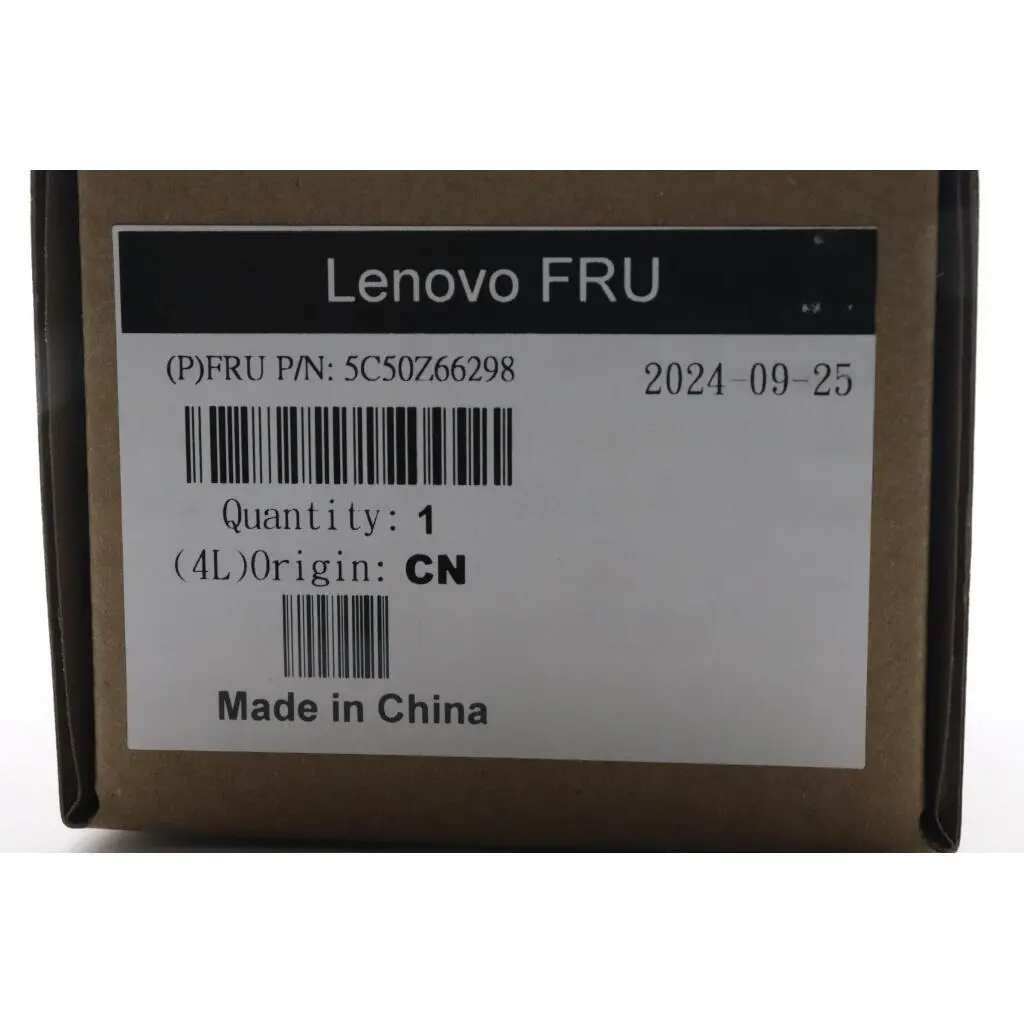 Lenovo FRU
(P)FRU P/N: 5C50Z66298
2024-09-25
Quantity: 1
(4L)Origin: CN
Made in China